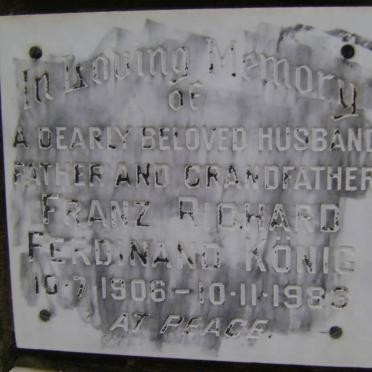 In Loving Memory
of
A DEARLY BELOVED HUSBAND
FATHER AND GRANDFATHER
FRANZ RICHARD
FERDINAND KÖNIG
10·7·1906-10·11·1983
AT PEACE.